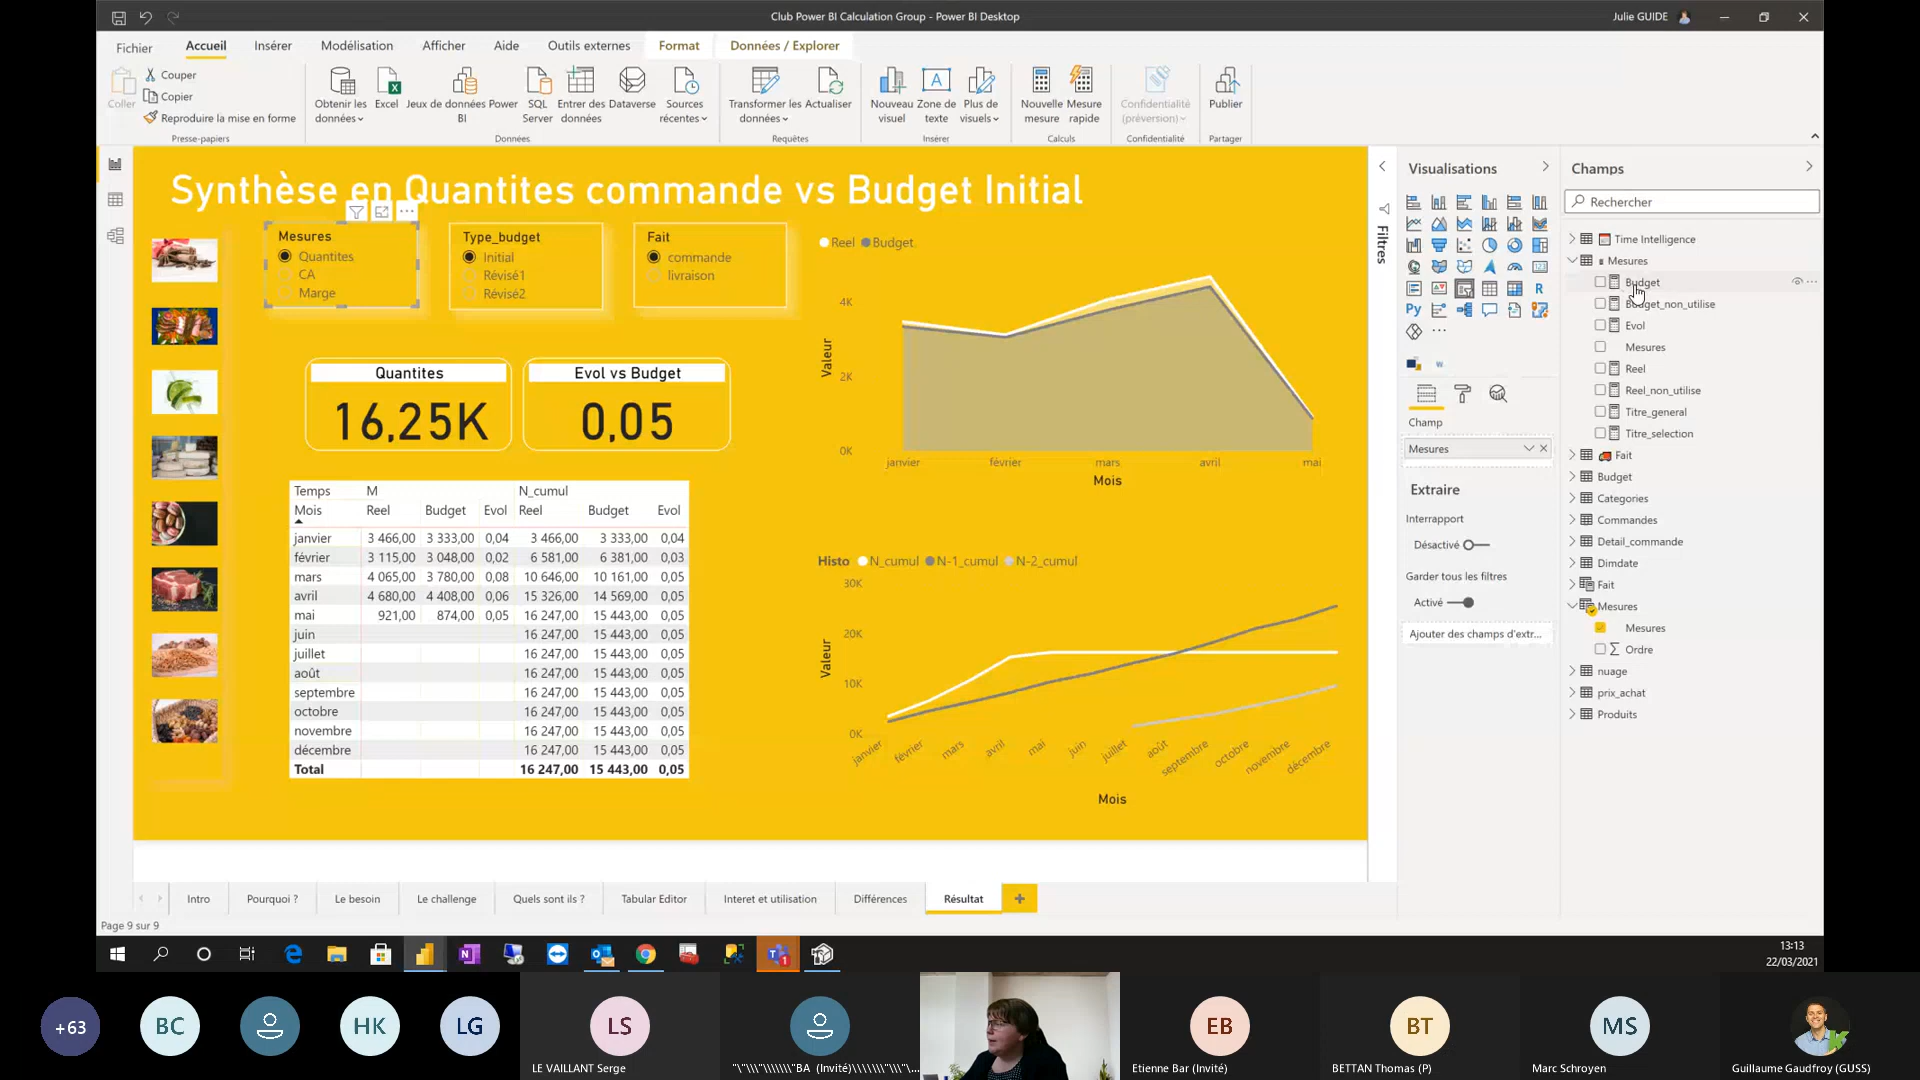 Club Power BI Calculation Group - Power BI Desktop
Julie GUIDE
Fichier
Accueil
Insérer
Modélisation
Afficher
Aide
Outils externes
Format
Données / Explorer
Coller
Couper
Copier
Reproduire la mise en forme
Presse-papiers
Obtenir les données
Excel
Jeux de données Power BI
SQL Server
Entrer des données
Dataverse
Sources récentes
Données
Transformer les données
Actualiser
Requêtes
Nouveau visuel
Zone de texte
Plus de visuels
Insérer
Nouvelle mesure
Mesure rapide
Calculs
Confidentialité (préversion)
Confidentialité
Publier
Partager
Synthèse en Quantites commande vs Budget Initial
Mesures
Quantites
CA
Marge
Type_budget
Initial
Révisé1
Révisé2
Fait
commande
livraison
Quantites
16,25K
Evol vs Budget
0,05
Temps M N_cumul
Mois Reel Budget Evol Reel Budget Evol
janvier 3 466,00 3 333,00 0,04 3 466,00 3 333,00 0,04
février 3 115,00 3 048,00 0,02 6 581,00 6 381,00 0,03
mars 4 065,00 3 780,00 0,08 10 646,00 10 161,00 0,05
avril 4 680,00 4 408,00 0,06 15 326,00 14 569,00 0,05
mai 921,00 874,00 0,05 16 247,00 15 443,00 0,05
juin 16 247,00 15 443,00 0,05
juillet 16 247,00 15 443,00 0,05
août 16 247,00 15 443,00 0,05
septembre 16 247,00 15 443,00 0,05
octobre 16 247,00 15 443,00 0,05
novembre 16 247,00 15 443,00 0,05
décembre 16 247,00 15 443,00 0,05
Total 16 247,00 15 443,00 0,05
Reel Budget
Valeur
4K
2K
0K
janvier février mars avril mai
Mois
Histo N_cumul N-1_cumul N-2_cumul
Valeur
30K
20K
10K
0K
janvier février mars avril mai juin juillet août septembre octobre novembre décembre
Mois
Filtres
Visualisations
Champ
Mesures
Extraire
Interrapport
Désactivé
Garder tous les filtres
Activé
Ajouter des champs d'extr...
Champs
Rechercher
Time Intelligence
Mesures
Budget
Budget_non_utilise
Evol
Mesures
Reel
Reel_non_utilise
Titre_general
Titre_selection
Fait
Budget
Categories
Commandes
Detail_commande
Dimdate
Fait
Mesures
Mesures
Ordre
nuage
prix_achat
Produits
Intro
Pourquoi ?
Le besoin
Le challenge
Quels sont ils ?
Tabular Editor
Interet et utilisation
Différences
Résultat
Page 9 sur 9
13:13
22/03/2021
+63
BC
HK
LG
LS
LE VAILLANT Serge
"\"\\\"\\\\\\\"BA (Invité)\\\\\\\"\\\"\...
EB
Etienne Bar (Invité)
BT
BETTAN Thomas (P)
MS
Marc Schroyen
Guillaume Gaudfroy (GUSS)